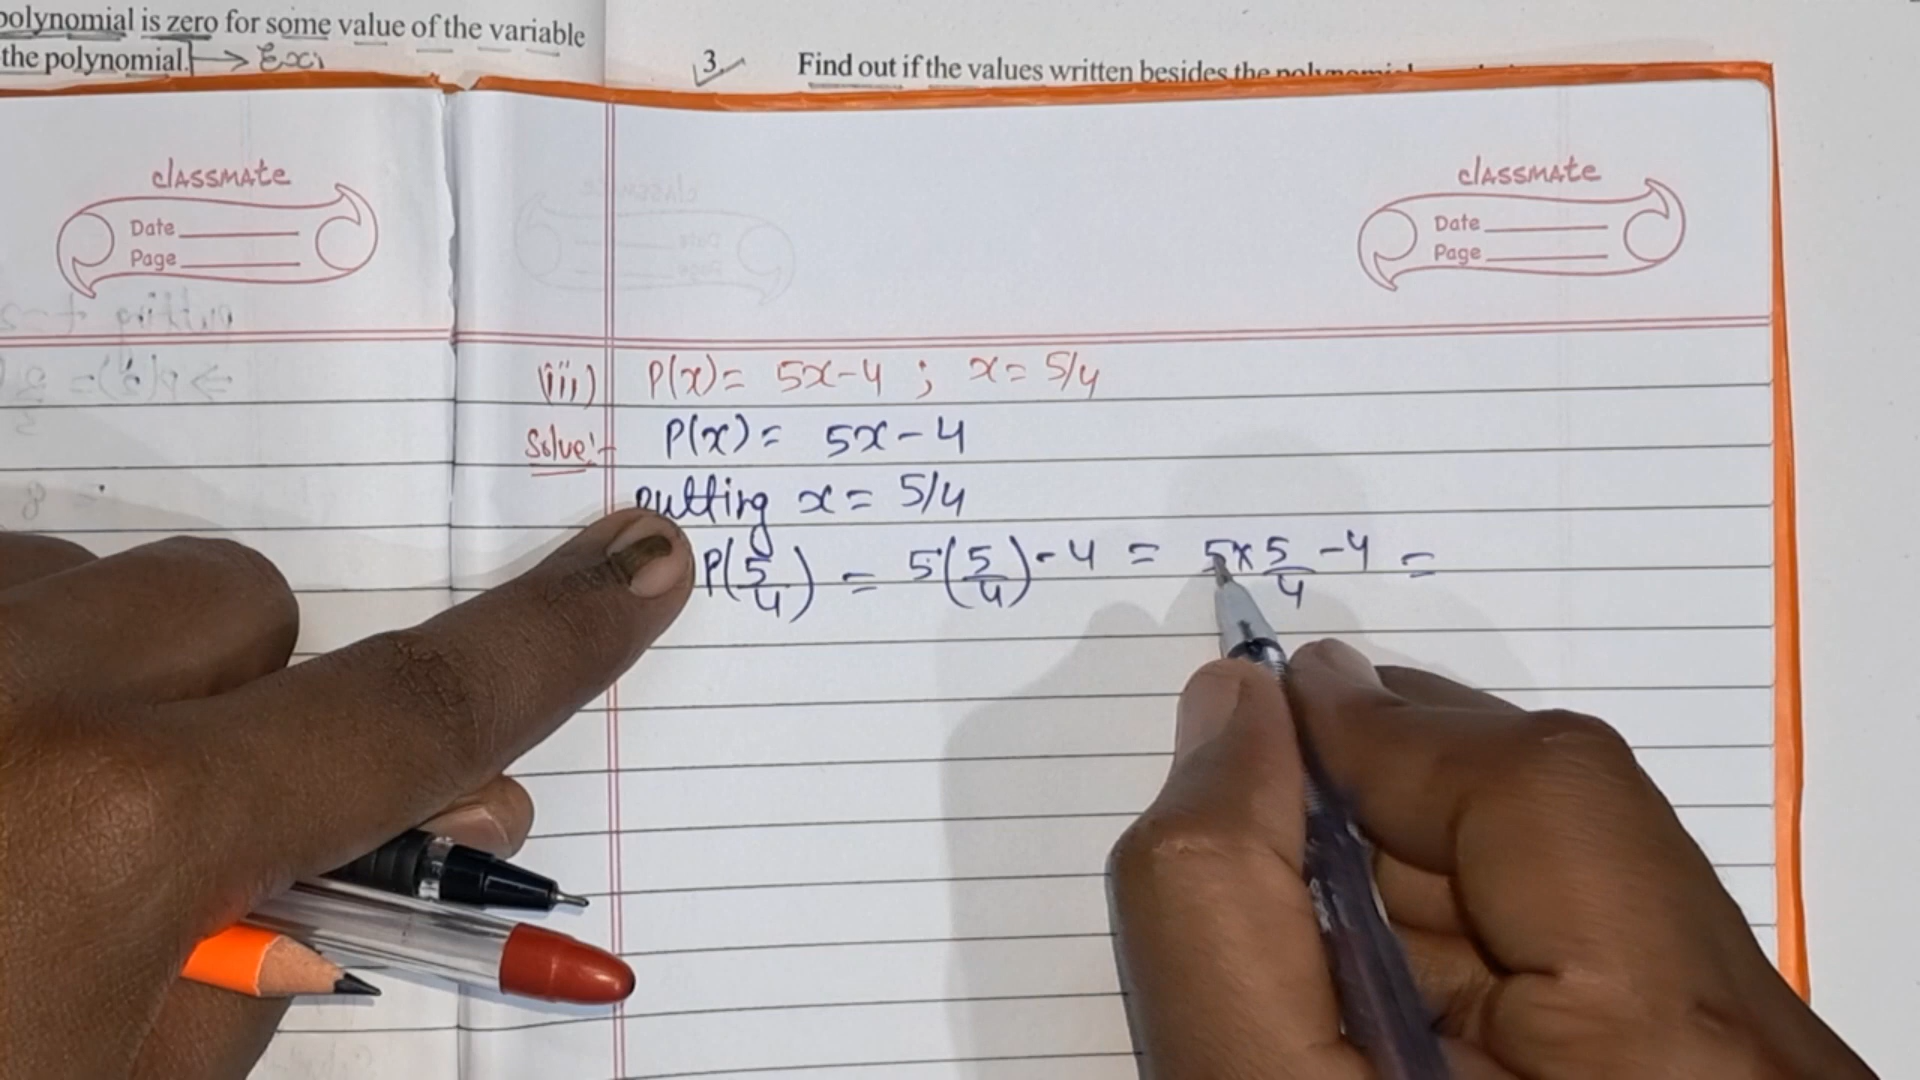 polynomial is zero for some value of the variable
the polynomial. → Exi
3 Find out if the values written besides the
classmate
Date
Page
classmate
Date
Page
(iii) P(x) = 5x-4 ; x = 5/4
Solve:- P(x) = 5x-4
putting x = 5/4
P(5/4) = 5(5/4)-4 = 5×5/4-4 =